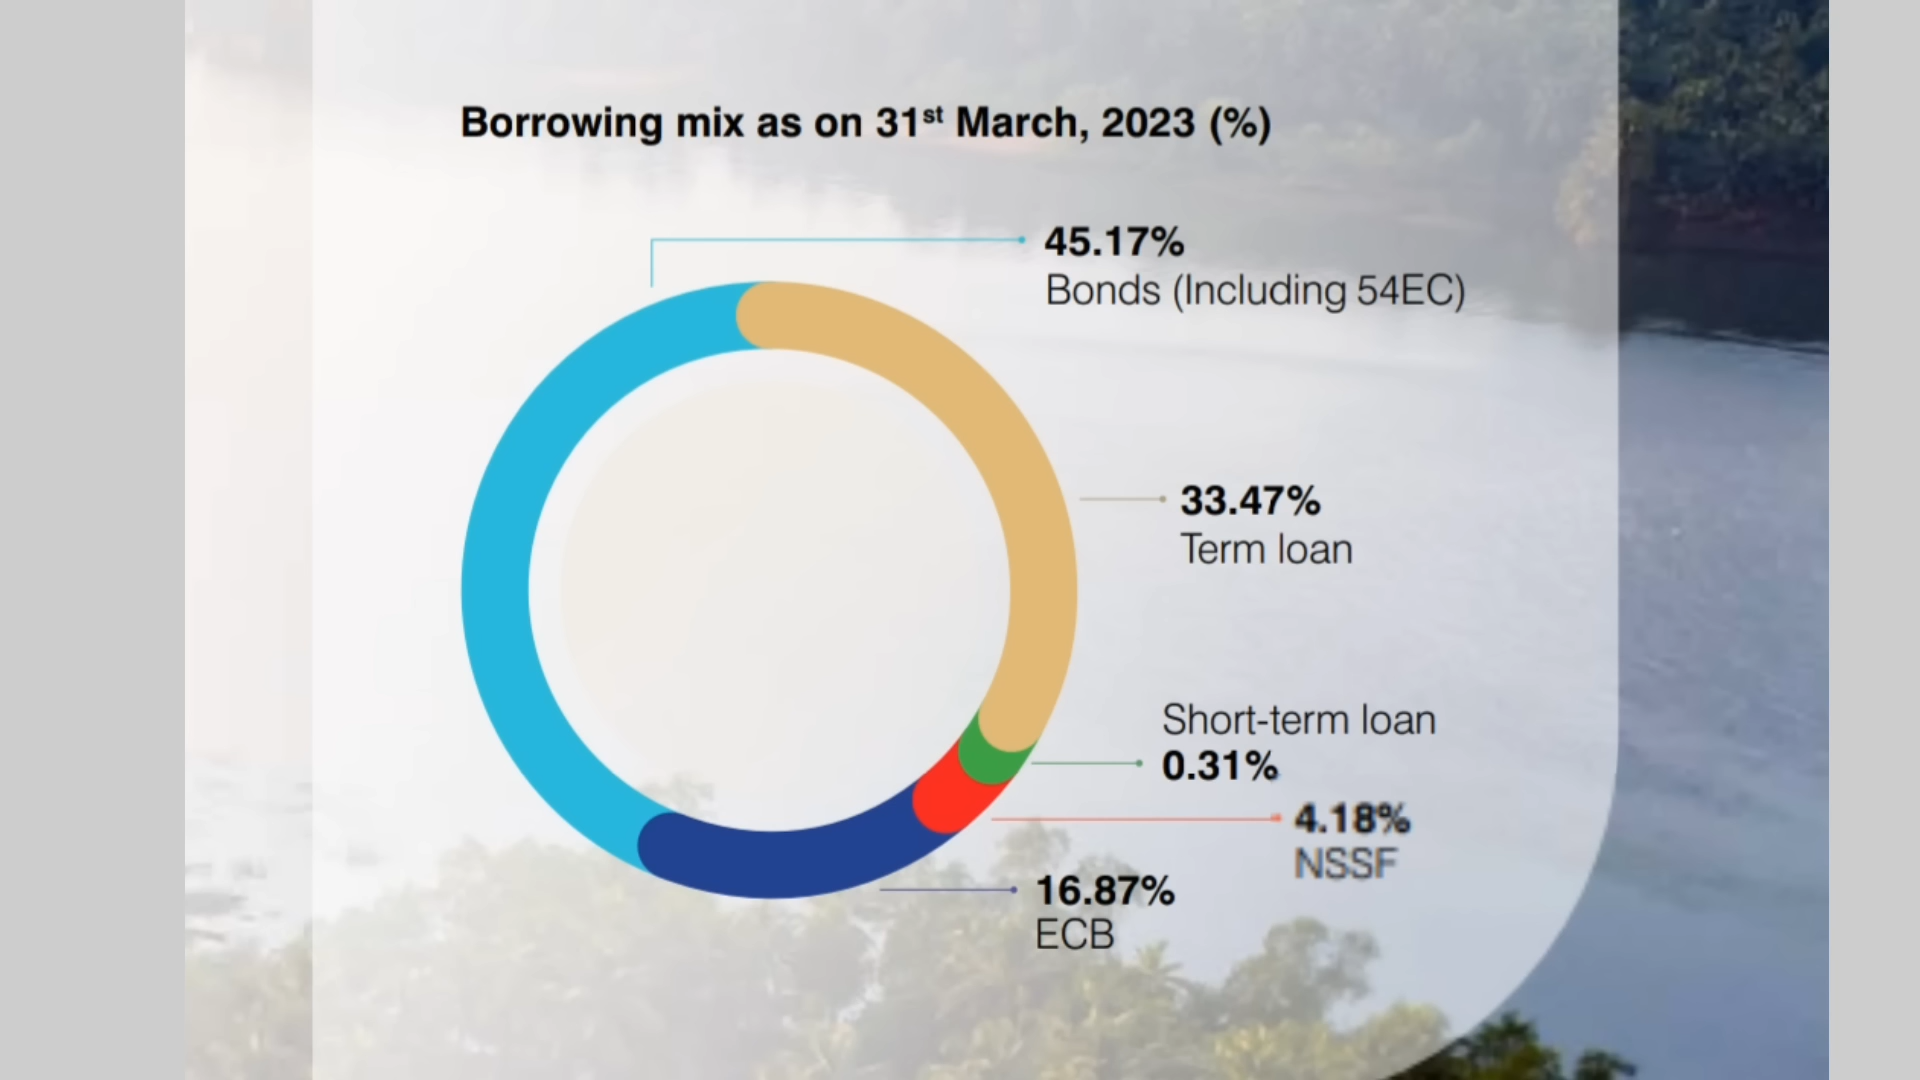 Borrowing mix as on 31st March, 2023 (%)
45.17%
Bonds (Including 54EC)
33.47%
Term loan
Short-term loan
0.31%
4.18%
NSSF
16.87%
ECB